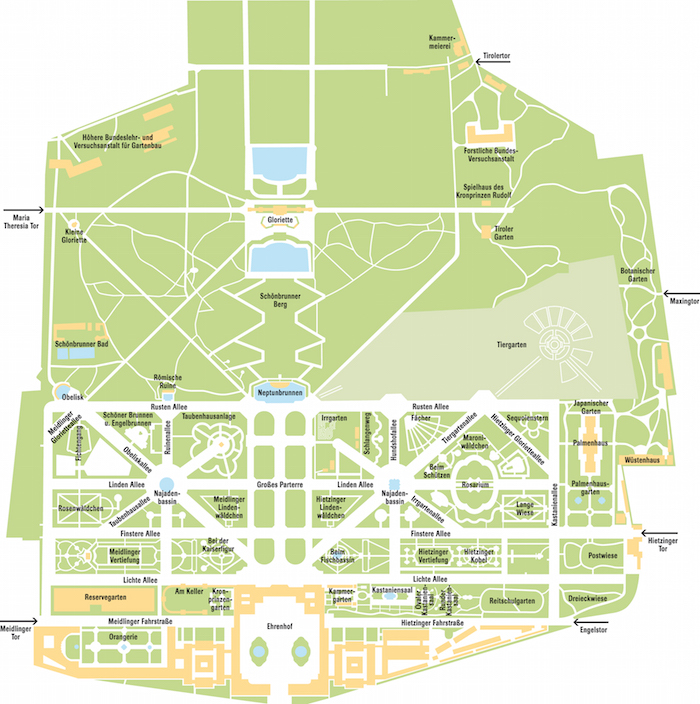 Kammer-
meierei
Tirolertor
Höhere Bundeslehr- und
Versuchsanstalt für Gartenbau
Forstliche Bundes-
Versuchsanstalt
Spielhaus des
Kronprinzen Rudolf
Maria
Theresia Tor
Kleine
Gloriette
Gloriette
Tiroler
Garten
Botanischer
Garten
Maxingtor
Schönbrunner
Berg
Schönbrunner Bad
Tiergarten
Römische
Ruine
Obelisk
Neptunbrunnen
Rusten Allee
Rusten Allee
Japanischer
Garten
Meidlinger
Glorietteallee
Schöner Brunnen
u. Engelbrunnen
Taubenhausanlage
Irrgarten
Fächer
Sequoienstern
Fichtengang
Obeliskallee
Ruinenallee
Schlangenweg
Hundshofallee
Tiergartenallee
Hietzinger Glorietteallee
Maron-
wäldchen
Palmenhaus
Wüstenhaus
Beim
Schützen
Linden Allee
Najaden-
bassin
Großes Parterre
Linden Allee
Najaden-
bassin
Rosarium
Kastanienallee
Palmenhaus-
garten
Rosenwäldchen
Taubenhausallee
Meidlinger
Linden-
wäldchen
Hietzinger
Linden-
wäldchen
Irrgartenallee
Lange
Wiese
Finstere Allee
Finstere Allee
Hietzinger
Tor
Meidlinger
Vertiefung
Bei der
Kaiserligur
Beim
Fischbassin
Hietzinger
Vertiefung
Hietzinger
Kobel
Postwiese
Lichte Allee
Lichte Allee
Reservegarten
Am Keller
Kron-
prinzen-
garten
Kammer-
garten
Kastaniensaal
Ovaler
Kastanien-
saal
Runder
Kastanien-
saal
Reitschulgarten
Dreieckwiese
Meidlinger
Tor
Meidlinger Fahrstraße
Ehrenhof
Hietzinger Fahrstraße
Engelstor
Orangerie